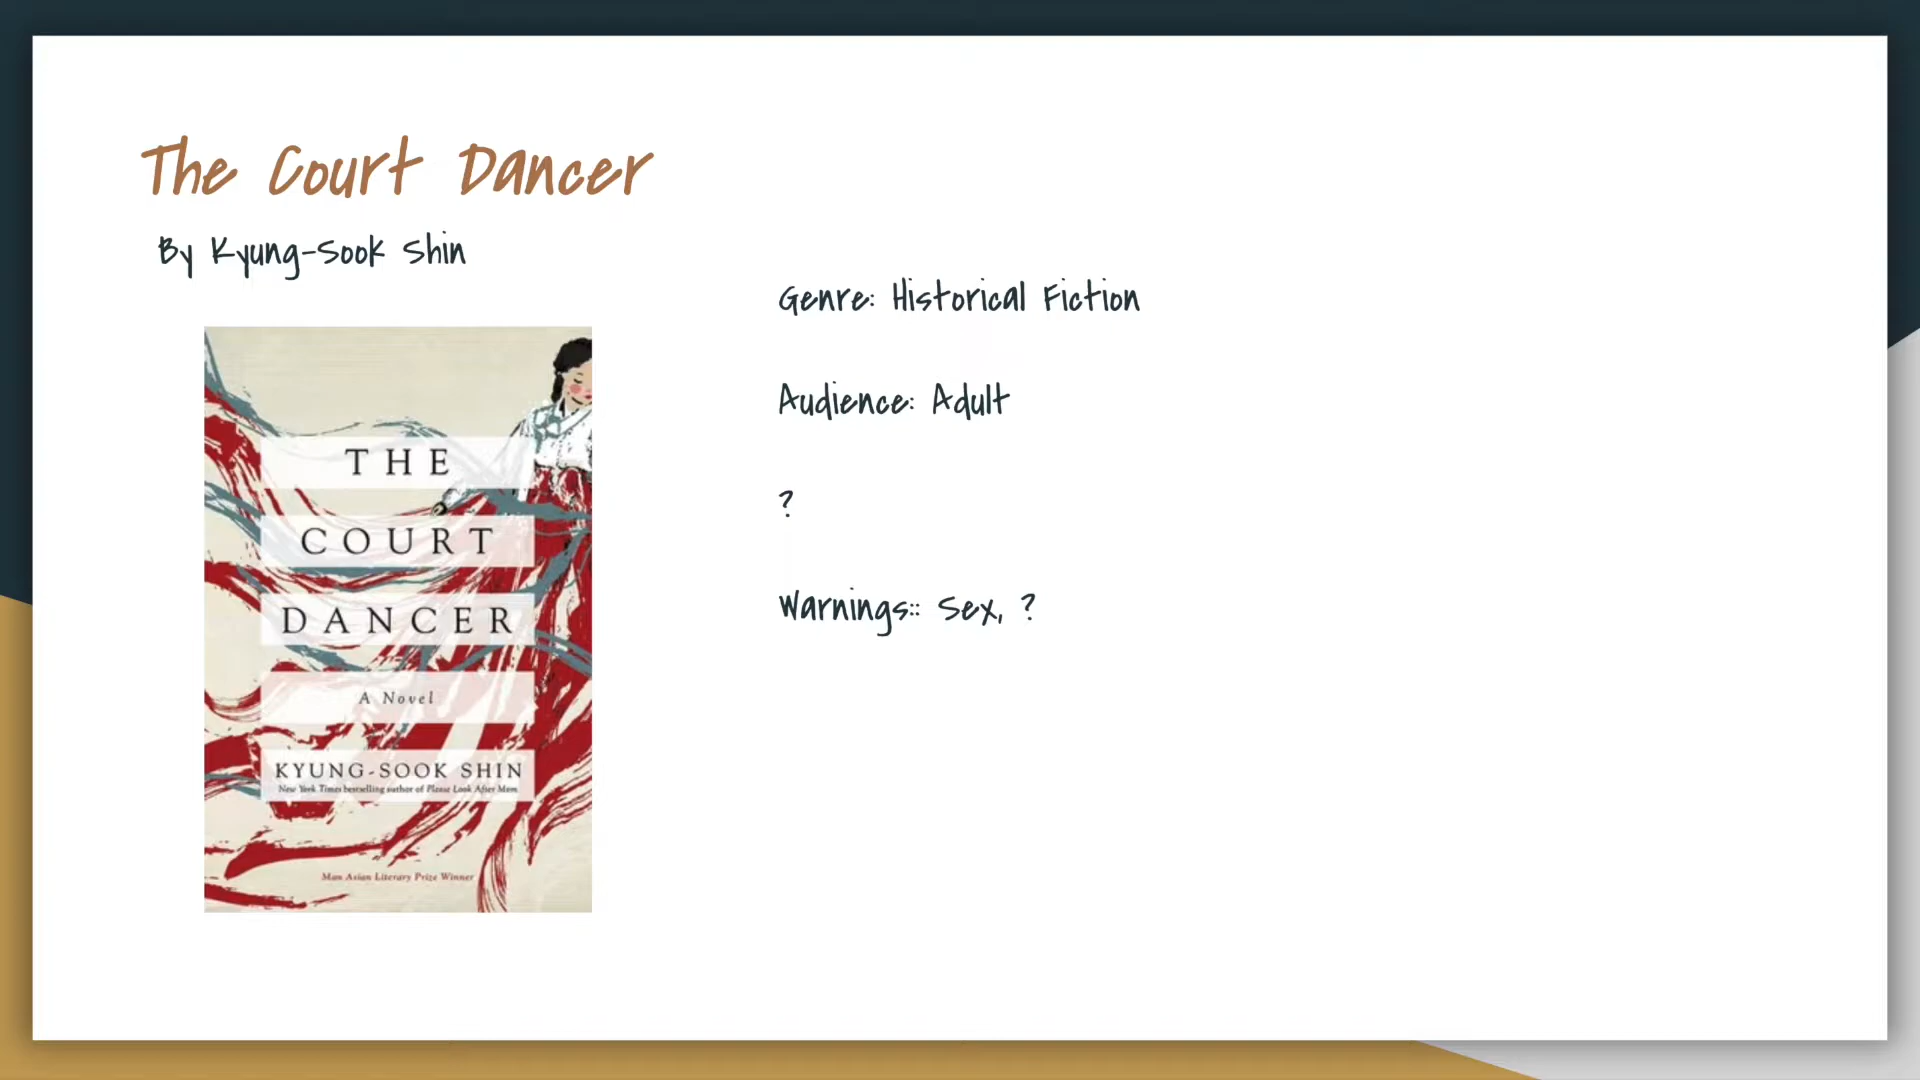 The Court Dancer
By Kyung-Sook Shin
THE
COURT
DANCER
A Novel
KYUNG-SOOK SHIN
New York Times bestselling author of Please Look After Mom
Man Asian Literary Prize Winner
Genre: Historical Fiction
Audience: Adult
?
Warnings:: Sex, ?